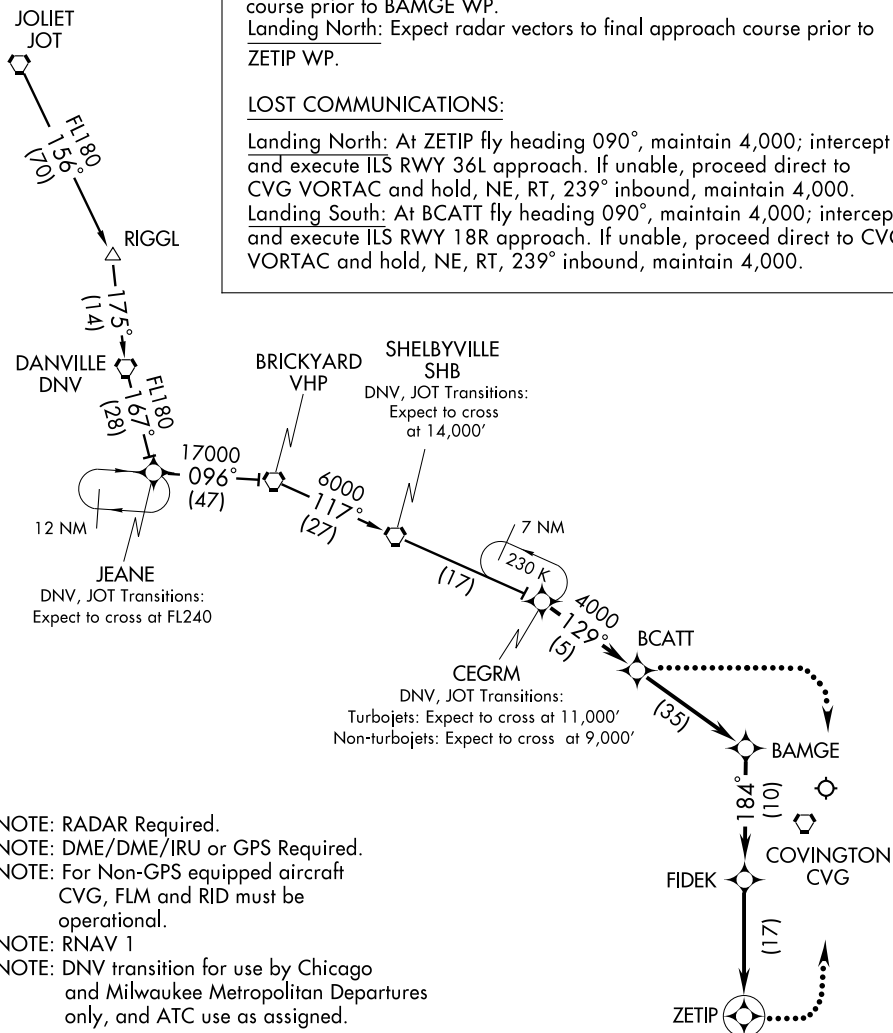 JOLIET
JOT
course prior to BAMGE WP.
Landing North: Expect radar vectors to final approach course prior to
ZETIP WP.
LOST COMMUNICATIONS:
Landing North: At ZETIP fly heading 090°, maintain 4,000; intercept
and execute ILS RWY 36L approach. If unable, proceed direct to
CVG VORTAC and hold, NE, RT, 239° inbound, maintain 4,000.
Landing South: At BCATT fly heading 090°, maintain 4,000; intercep
and execute ILS RWY 18R approach. If unable, proceed direct to CV
VORTAC and hold, NE, RT, 239° inbound, maintain 4,000.
FL180
156°
(70)
RIGGL
175°
(14)
DANVILLE
DNV
FL180
167°
(28)
BRICKYARD
VHP
SHELBYVILLE
SHB
DNV, JOT Transitions:
Expect to cross
at 14,000’
17000
096°
(47)
6000
117°
(27)
12 NM
JEANE
DNV, JOT Transitions:
Expect to cross at FL240
7 NM
230 K
(17)
4000
129°
(5)
CEGRM
DNV, JOT Transitions:
Turbojets: Expect to cross at 11,000’
Non-turbojets: Expect to cross at 9,000’
BCATT
(35)
BAMGE
184°
(10)
COVINGTON
CVG
FIDEK
(17)
ZETIP
NOTE: RADAR Required.
NOTE: DME/DME/IRU or GPS Required.
NOTE: For Non-GPS equipped aircraft
CVG, FLM and RID must be
operational.
NOTE: RNAV 1
NOTE: DNV transition for use by Chicago
and Milwaukee Metropolitan Departures
only, and ATC use as assigned.